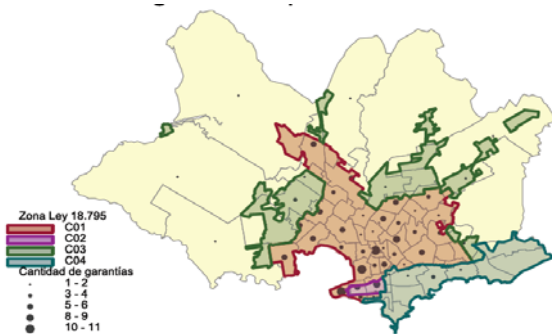 Zona Ley 18.795
C01
C02
C03
C04
Cantidad de garantías
1 - 2
3 - 4
5 - 6
8 - 9
10 - 11